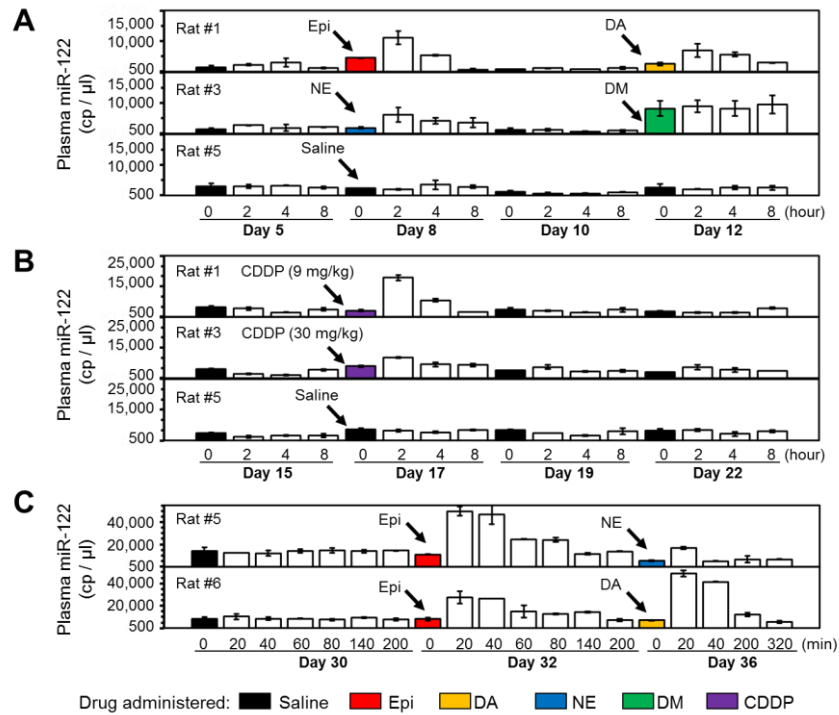 A
Plasma miR-122
(cp / µl)
15,000
10,000
500
Rat #1
Epi
DA
15,000
10,000
500
Rat #3
NE
DM
15,000
10,000
500
Rat #5
Saline
0 2 4 8 0 2 4 8 0 2 4 8 0 2 4 8 (hour)
Day 5 Day 8 Day 10 Day 12
B
Plasma miR-122
(cp / µl)
25,000
15,000
500
Rat #1
CDDP (9 mg/kg)
25,000
15,000
500
Rat #3
CDDP (30 mg/kg)
25,000
15,000
500
Rat #5
Saline
0 2 4 8 0 2 4 8 0 2 4 8 0 2 4 8 (hour)
Day 15 Day 17 Day 19 Day 22
C
Plasma miR-122
(cp / µl)
40,000
20,000
500
Rat #5
Epi
NE
40,000
20,000
500
Rat #6
Epi
DA
0 20 40 60 80 140 200 0 20 40 60 80 140 200 0 20 40 200 320 (min)
Day 30 Day 32 Day 36
Drug administered: Saline Epi DA NE DM CDDP